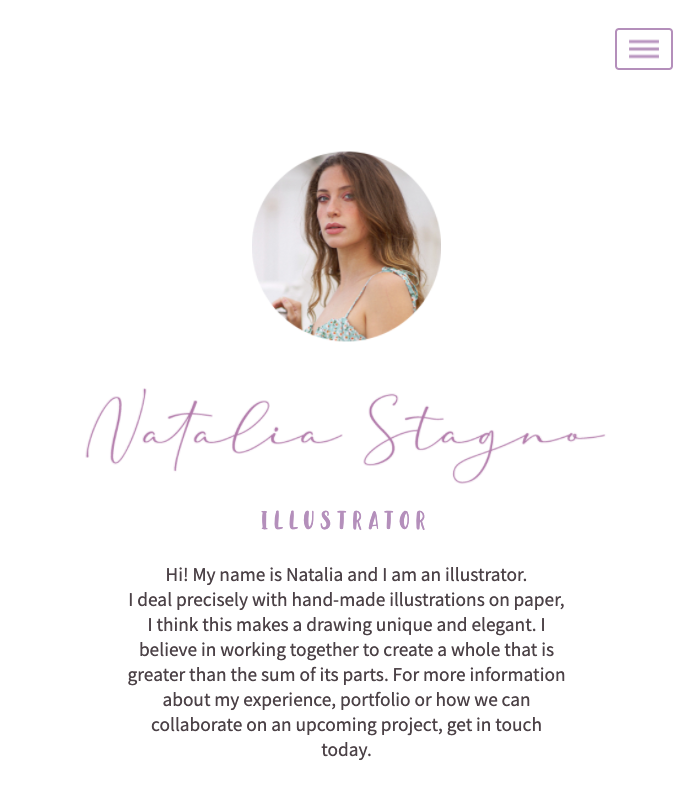 Natalia Stagno
ILLUSTRATOR
Hi! My name is Natalia and I am an illustrator.
I deal precisely with hand-made illustrations on paper,
I think this makes a drawing unique and elegant. I
believe in working together to create a whole that is
greater than the sum of its parts. For more information
about my experience, portfolio or how we can
collaborate on an upcoming project, get in touch
today.